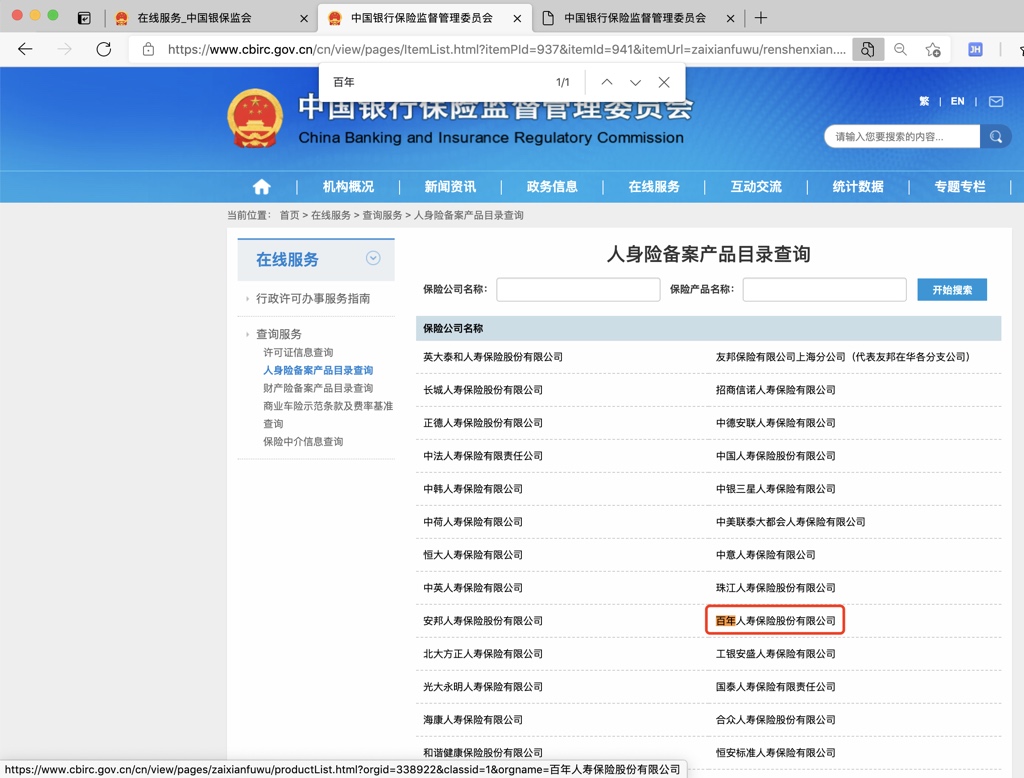 在线服务_中国银保监会
中国银行保险监督管理委员会
中国银行保险监督管理委员会
https://www.cbirc.gov.cn/cn/view/pages/ItemList.html?itemPId=937&itemId=941&itemUrl=zaixianfuwu/renshenxian....
JH
百年 1/1
中国银行保险监督管理委员会
China Banking and Insurance Regulatory Commission
繁 | EN |
请输入您要搜索的内容...
机构概况 | 新闻资讯 | 政务信息 | 在线服务 | 互动交流 | 统计数据 | 专题专栏
当前位置： 首页 > 在线服务 > 查询服务 > 人身险备案产品目录查询
在线服务
行政许可办事服务指南
查询服务
许可证信息查询
人身险备案产品目录查询
财产险备案产品目录查询
商业车险示范条款及费率基准
查询
保险中介信息查询
人身险备案产品目录查询
保险公司名称： 保险产品名称： 开始搜索
保险公司名称
英大泰和人寿保险股份有限公司 友邦保险有限公司上海分公司（代表友邦在华各分支公司）
长城人寿保险股份有限公司 招商信诺人寿保险有限公司
正德人寿保险股份有限公司 中德安联人寿保险有限公司
中法人寿保险有限责任公司 中国人寿保险股份有限公司
中韩人寿保险有限公司 中银三星人寿保险有限公司
中荷人寿保险有限公司 中美联泰大都会人寿保险有限公司
恒大人寿保险有限公司 中意人寿保险有限公司
中英人寿保险有限公司 珠江人寿保险股份有限公司
安邦人寿保险股份有限公司 百年人寿保险股份有限公司
北大方正人寿保险有限公司 工银安盛人寿保险有限公司
光大永明人寿保险有限公司 国泰人寿保险有限责任公司
海康人寿保险有限公司 合众人寿保险股份有限公司
和谐健康保险股份有限公司 恒安标准人寿保险有限公司
https://www.cbirc.gov.cn/cn/view/pages/zaixianfuwu/productList.html?orgid=338922&classid=1&orgname=百年人寿保险股份有限公司